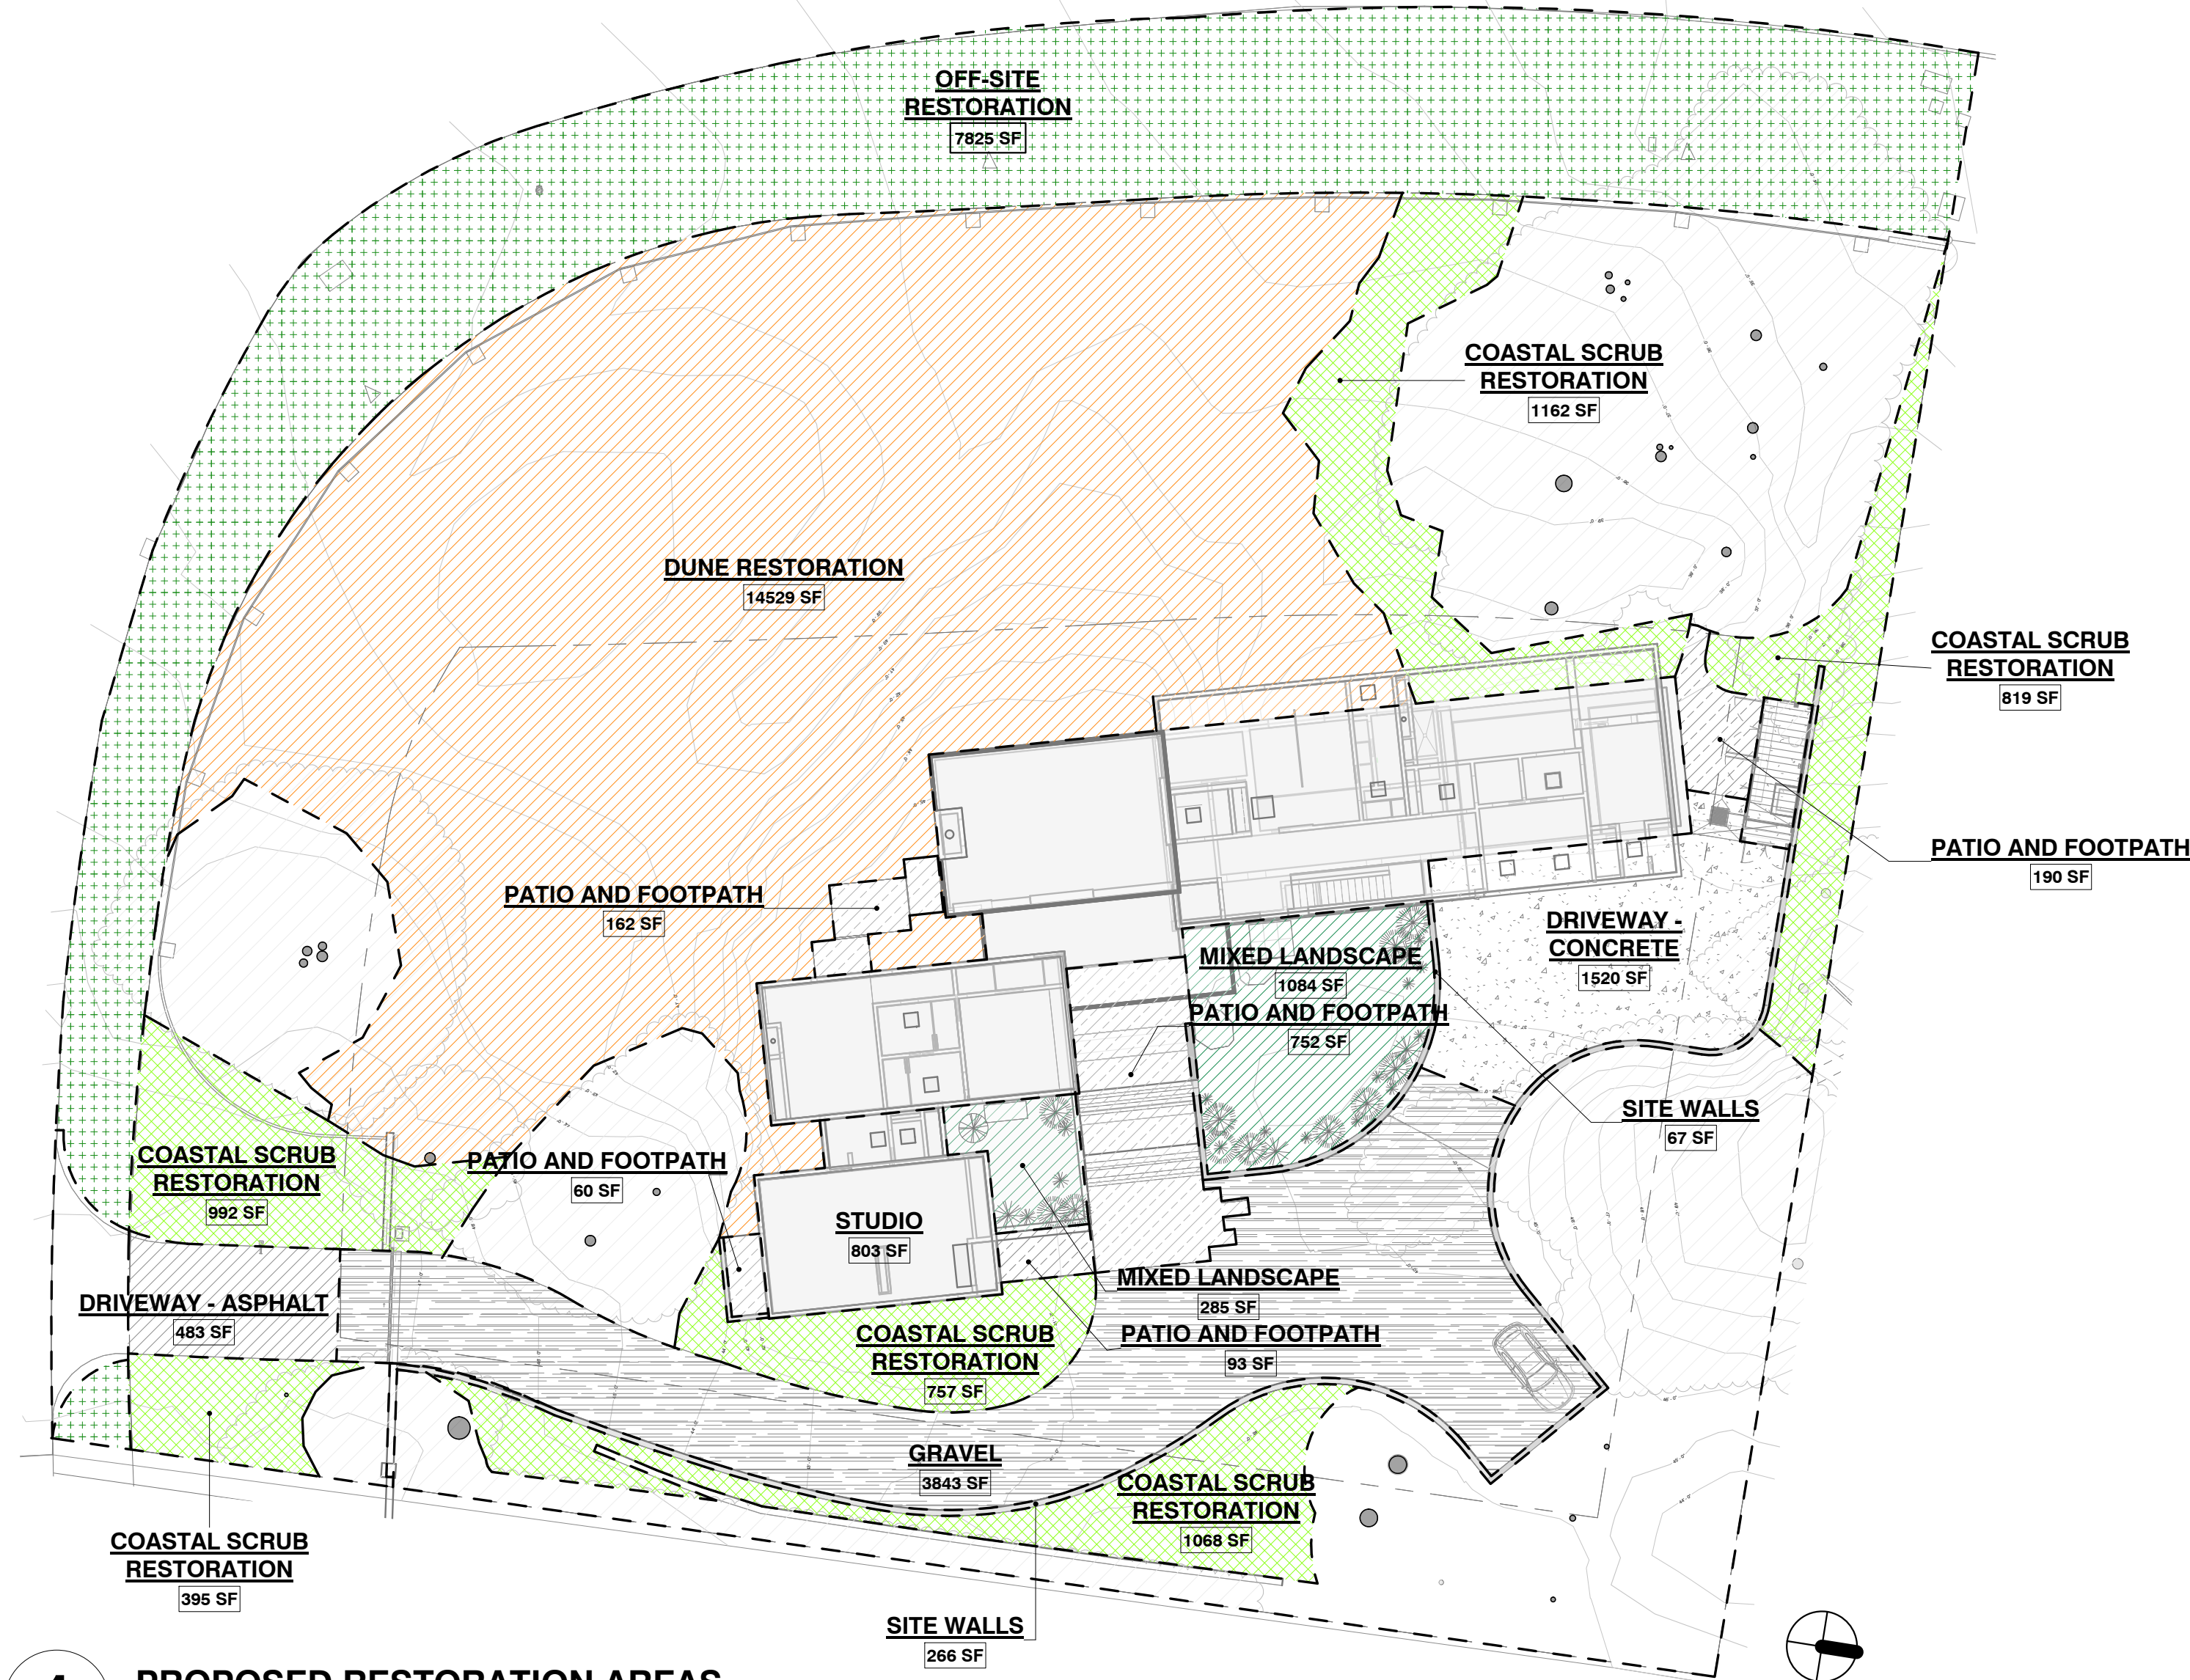 OFF-SITE
RESTORATION
7825 SF
COASTAL SCRUB
RESTORATION
1162 SF
DUNE RESTORATION
14529 SF
COASTAL SCRUB
RESTORATION
819 SF
PATIO AND FOOTPATH
190 SF
PATIO AND FOOTPATH
162 SF
DRIVEWAY -
CONCRETE
1520 SF
MIXED LANDSCAPE
1084 SF
PATIO AND FOOTPATH
752 SF
SITE WALLS
67 SF
COASTAL SCRUB
RESTORATION
992 SF
PATIO AND FOOTPATH
60 SF
STUDIO
803 SF
MIXED LANDSCAPE
285 SF
DRIVEWAY - ASPHALT
483 SF
COASTAL SCRUB
RESTORATION
757 SF
PATIO AND FOOTPATH
93 SF
GRAVEL
3843 SF
COASTAL SCRUB
RESTORATION
1068 SF
COASTAL SCRUB
RESTORATION
395 SF
SITE WALLS
266 SF
PROPOSED RESTORATION AREAS